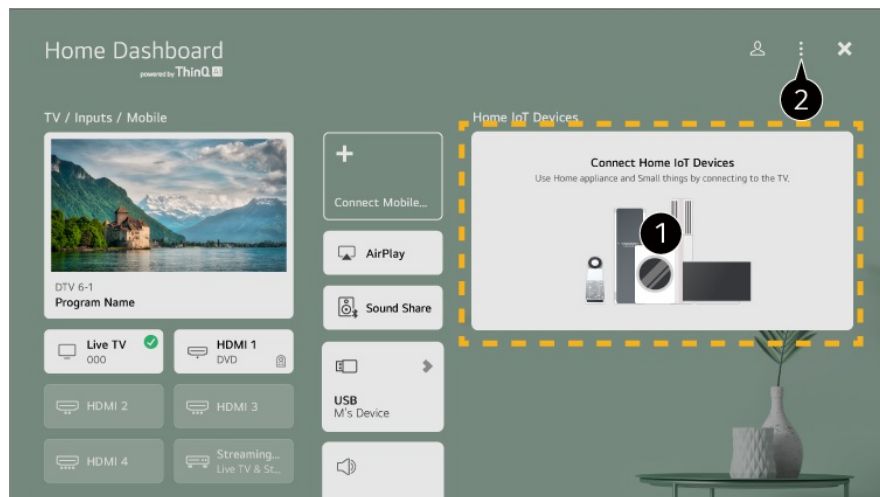 Home Dashboard
powered by ThinQ AI
2
TV / Inputs / Mobile
Home IoT Devices
DTV 6-1
Program Name
Live TV
000
HDMI 1
DVD
HDMI 2
HDMI 3
HDMI 4
Streaming...
Live TV & St...
Connect Mobile...
AirPlay
Sound Share
USB
M's Device
Connect Home IoT Devices
Use Home appliance and Small things by connecting to the TV.
1